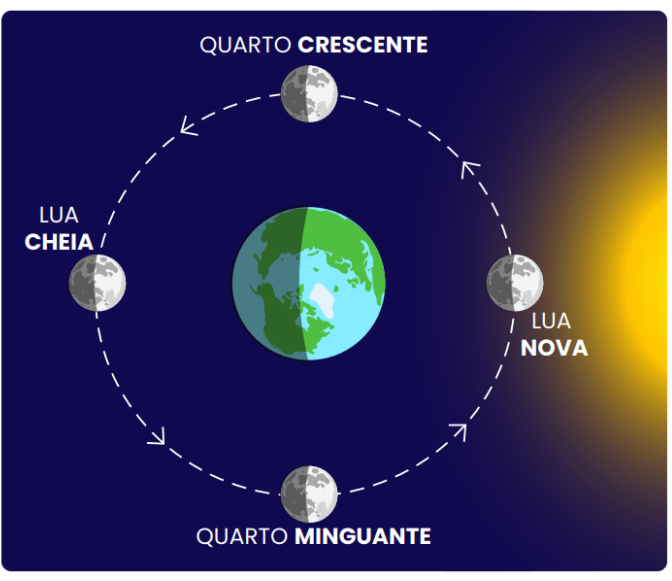 QUARTO CRESCENTE
LUA
CHEIA
LUA
NOVA
QUARTO MINGUANTE